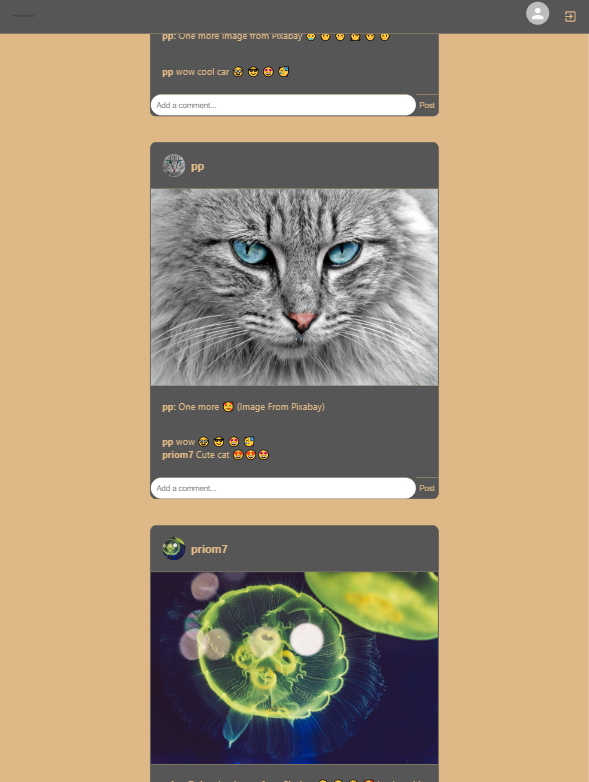 pp: One more Image from Pixabay
pp wow cool car 🤓 😎 🤩 🥳
Add a comment...
Post
pp
pp: One more 🥰 (Image From Pixabay)
pp wow 🤓 😎 🤩 🥳
priom7 Cute cat 🤩🤩🤩
Add a comment...
Post
priom7